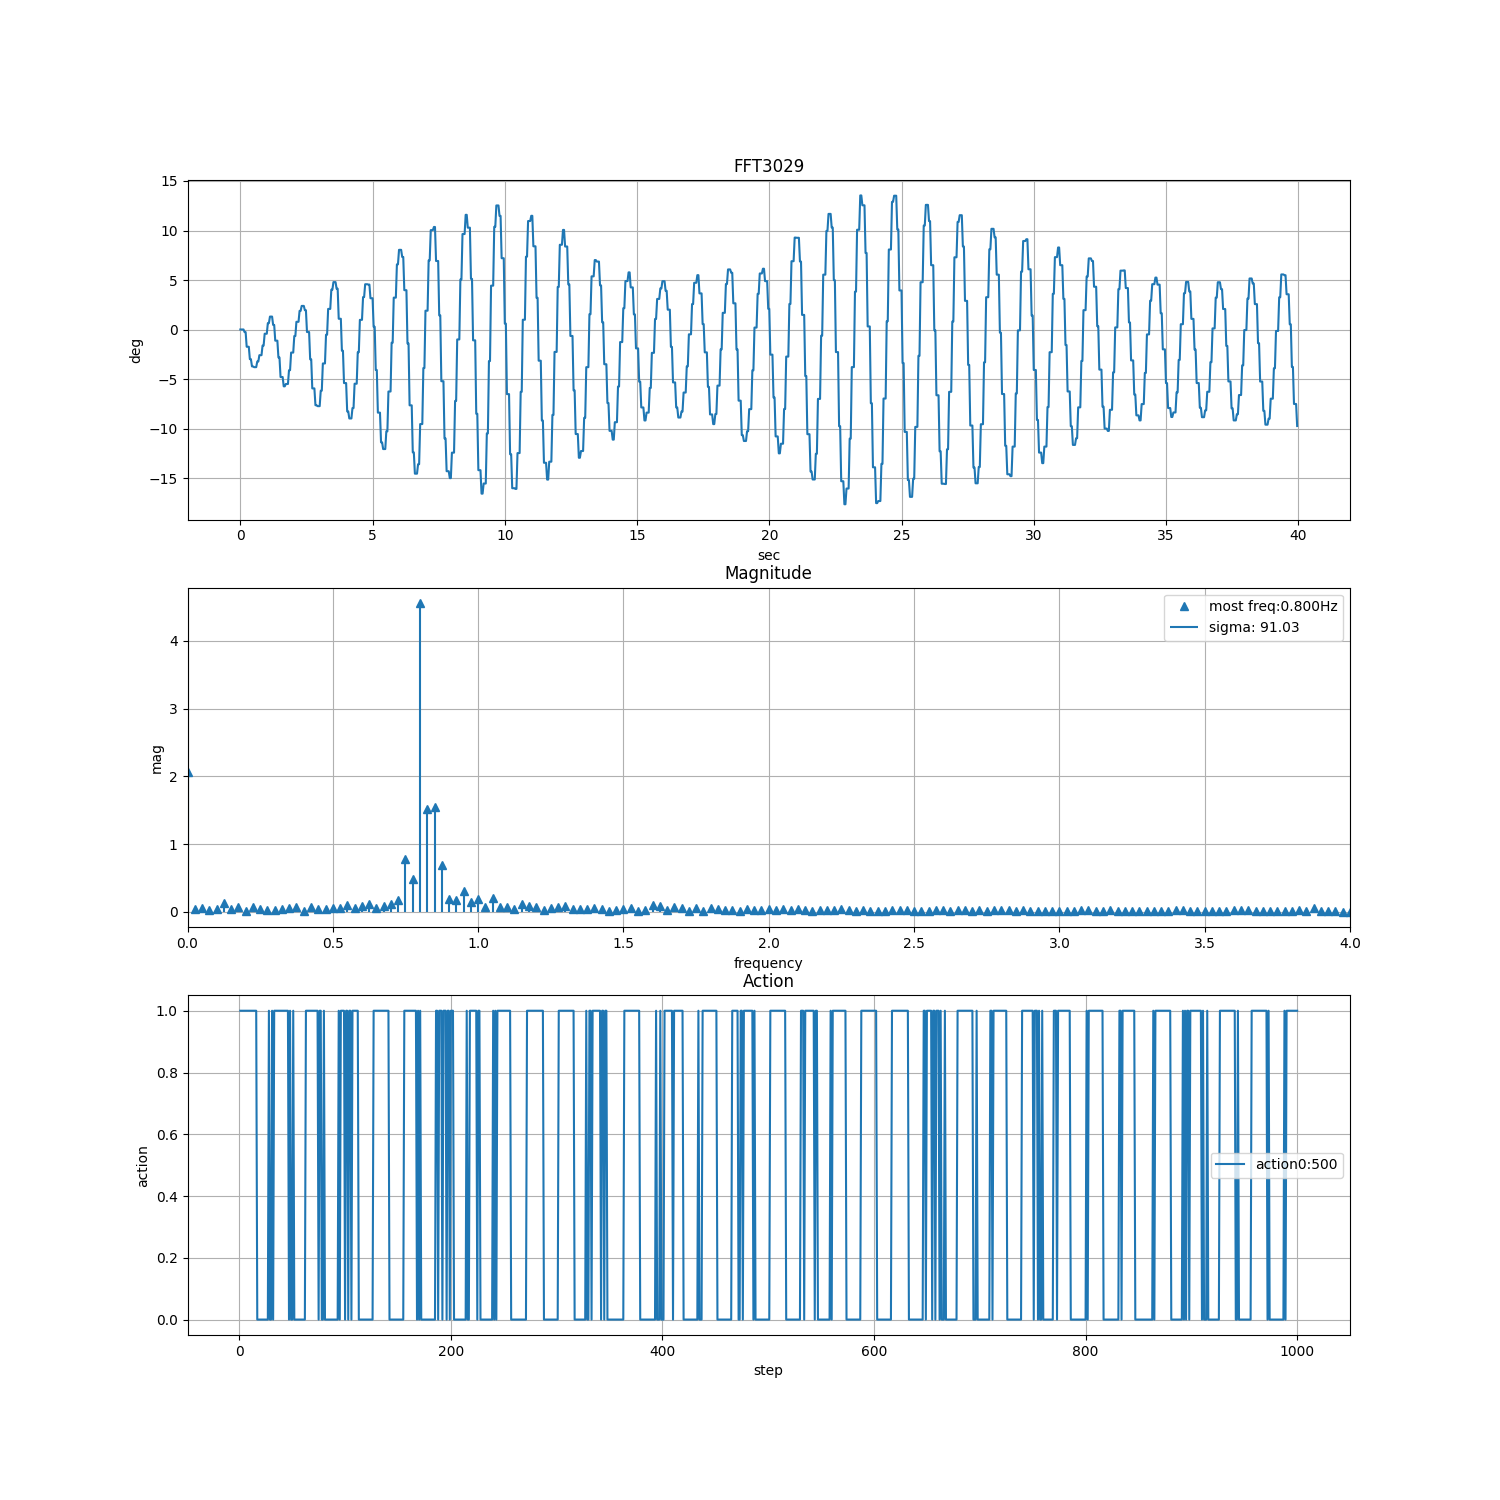 FFT3029
15
10
5
0
−5
−10
−15
deg
0 5 10 15 20 25 30 35 40
sec
Magnitude
most freq:0.800Hz
sigma: 91.03
4
3
2
1
0
mag
0.0 0.5 1.0 1.5 2.0 2.5 3.0 3.5 4.0
frequency
Action
1.0
0.8
0.6
0.4
0.2
0.0
action
action0:500
0 200 400 600 800 1000
step